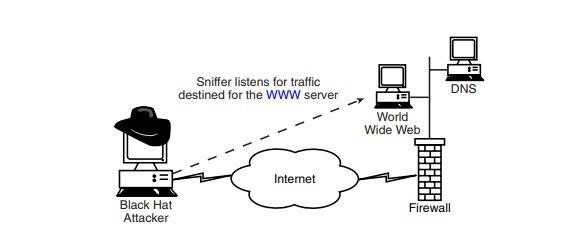 Sniffer listens for traffic
destined for the WWW server
DNS
World
Wide Web
Internet
Black Hat
Attacker
Firewall